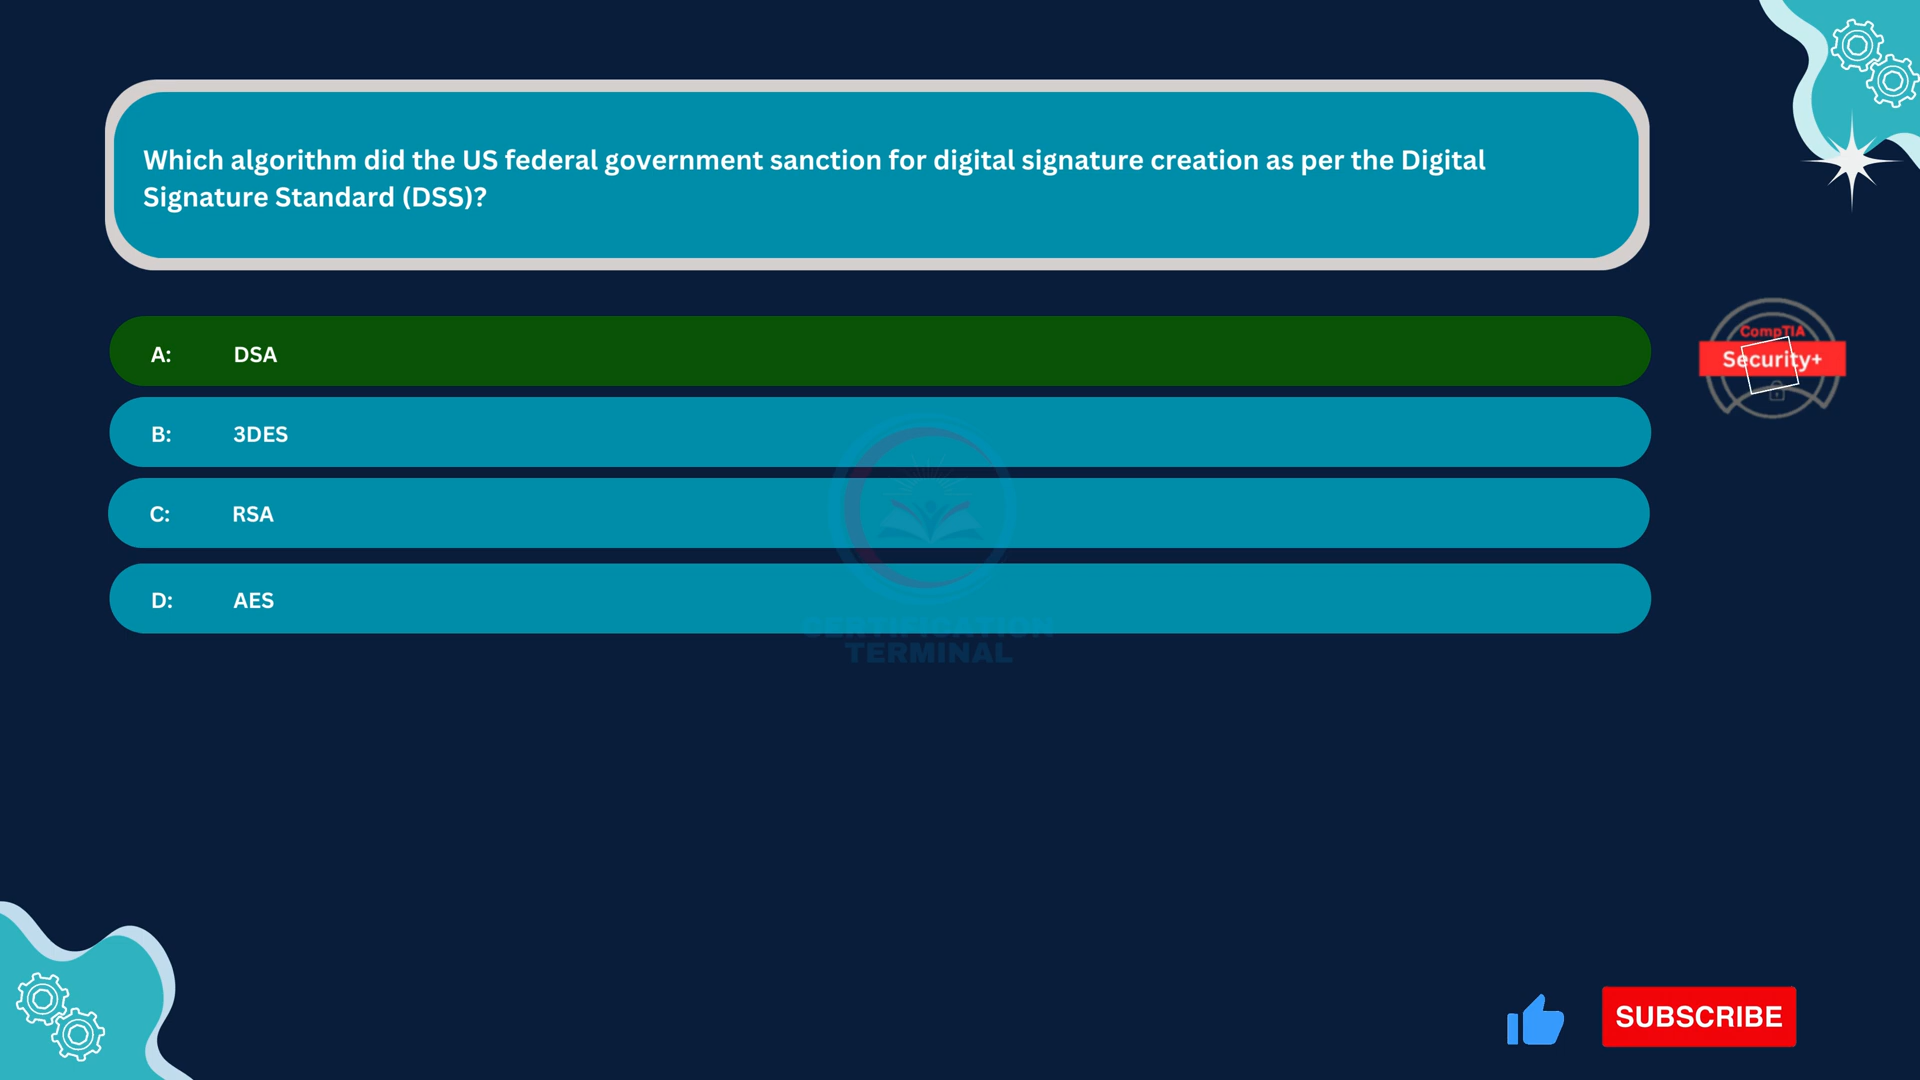 Which algorithm did the US federal government sanction for digital signature creation as per the Digital
Signature Standard (DSS)?
CompTIA
Security+
A: DSA
B: 3DES
C: RSA
D: AES
CERTIFICATION
TERMINAL
SUBSCRIBE